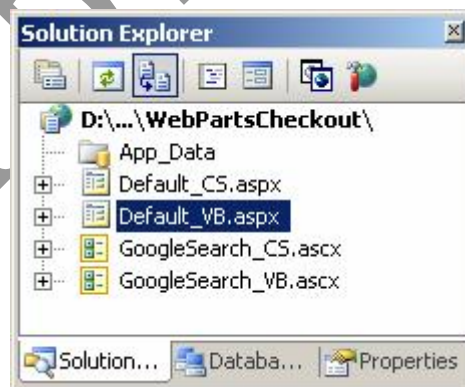 Solution Explorer
D:\...\WebPartsCheckout\
App_Data
Default_CS.aspx
Default_VB.aspx
GoogleSearch_CS.ascx
GoogleSearch_VB.ascx
Solution... Databa... Properties